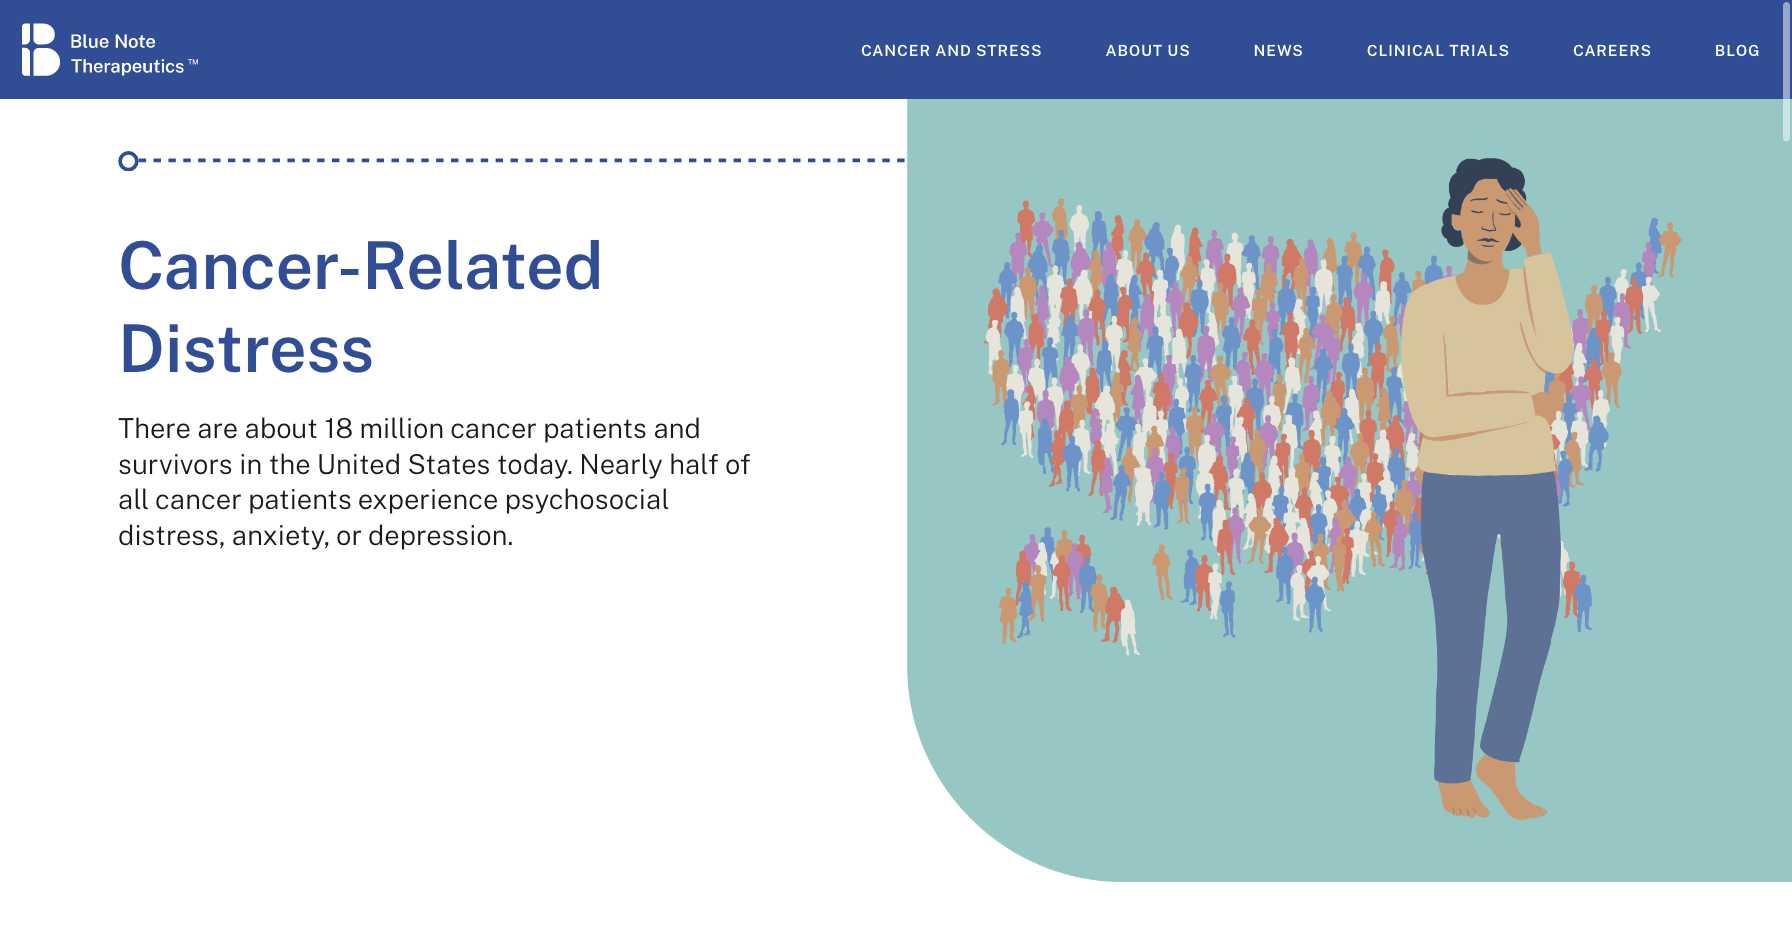 Blue Note
Therapeutics™
CANCER AND STRESS
ABOUT US
NEWS
CLINICAL TRIALS
CAREERS
BLOG
Cancer-Related
Distress
There are about 18 million cancer patients and
survivors in the United States today. Nearly half of
all cancer patients experience psychosocial
distress, anxiety, or depression.